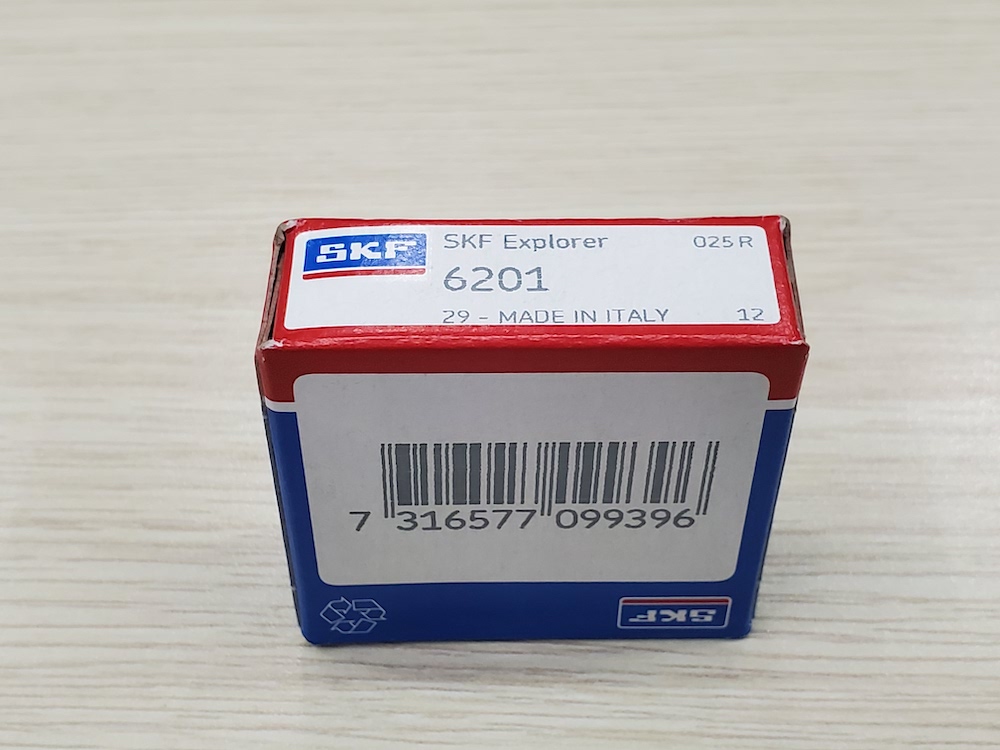 SKF
SKF Explorer 025 R
6201
29 - MADE IN ITALY 12
7 316577 099396
SKF